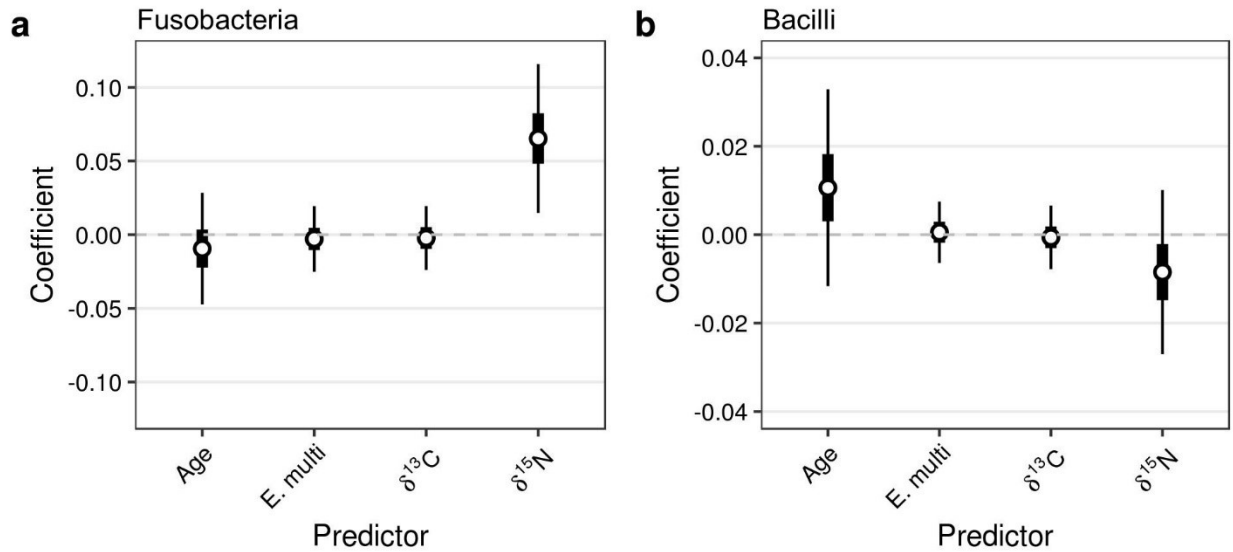 a
Fusobacteria
Coefficient
0.10
0.05
0.00
-0.05
-0.10
Age
E. multi
δ¹³C
δ¹⁵N
Predictor
b
Bacilli
Coefficient
0.04
0.02
0.00
-0.02
-0.04
Age
E. multi
δ¹³C
δ¹⁵N
Predictor